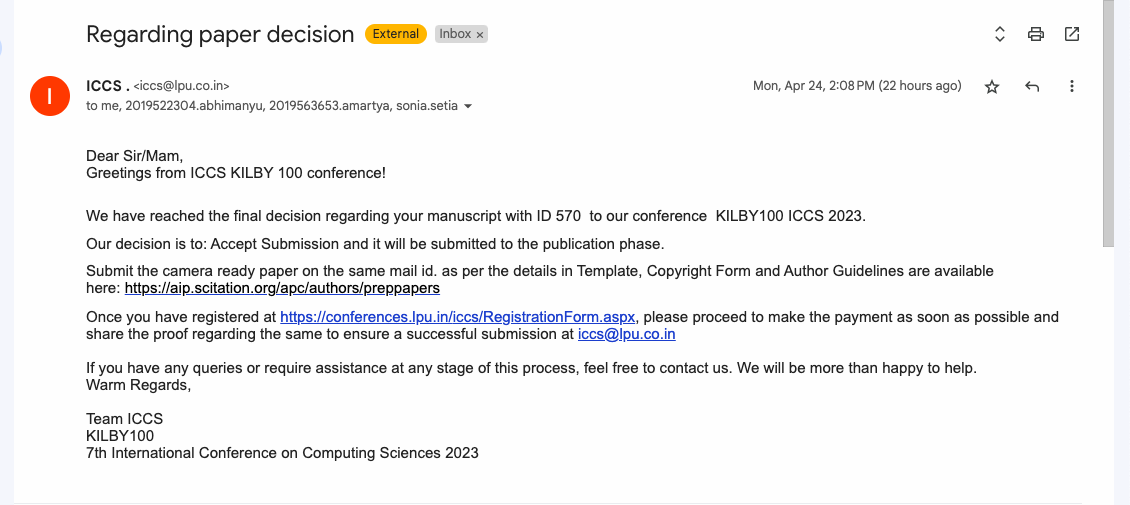 Regarding paper decision External Inbox ×
I
ICCS . <iccs@lpu.co.in> Mon, Apr 24, 2:08 PM (22 hours ago)
to me, 2019522304.abhimanyu, 2019563653.amartya, sonia.setia
Dear Sir/Mam,
Greetings from ICCS KILBY 100 conference!
We have reached the final decision regarding your manuscript with ID 570  to our conference  KILBY100 ICCS 2023.
Our decision is to: Accept Submission and it will be submitted to the publication phase.
Submit the camera ready paper on the same mail id. as per the details in Template, Copyright Form and Author Guidelines are available
here: https://aip.scitation.org/apc/authors/preppapers
Once you have registered at https://conferences.lpu.in/iccs/RegistrationForm.aspx, please proceed to make the payment as soon as possible and
share the proof regarding the same to ensure a successful submission at iccs@lpu.co.in
If you have any queries or require assistance at any stage of this process, feel free to contact us. We will be more than happy to help.
Warm Regards,
Team ICCS
KILBY100
7th International Conference on Computing Sciences 2023